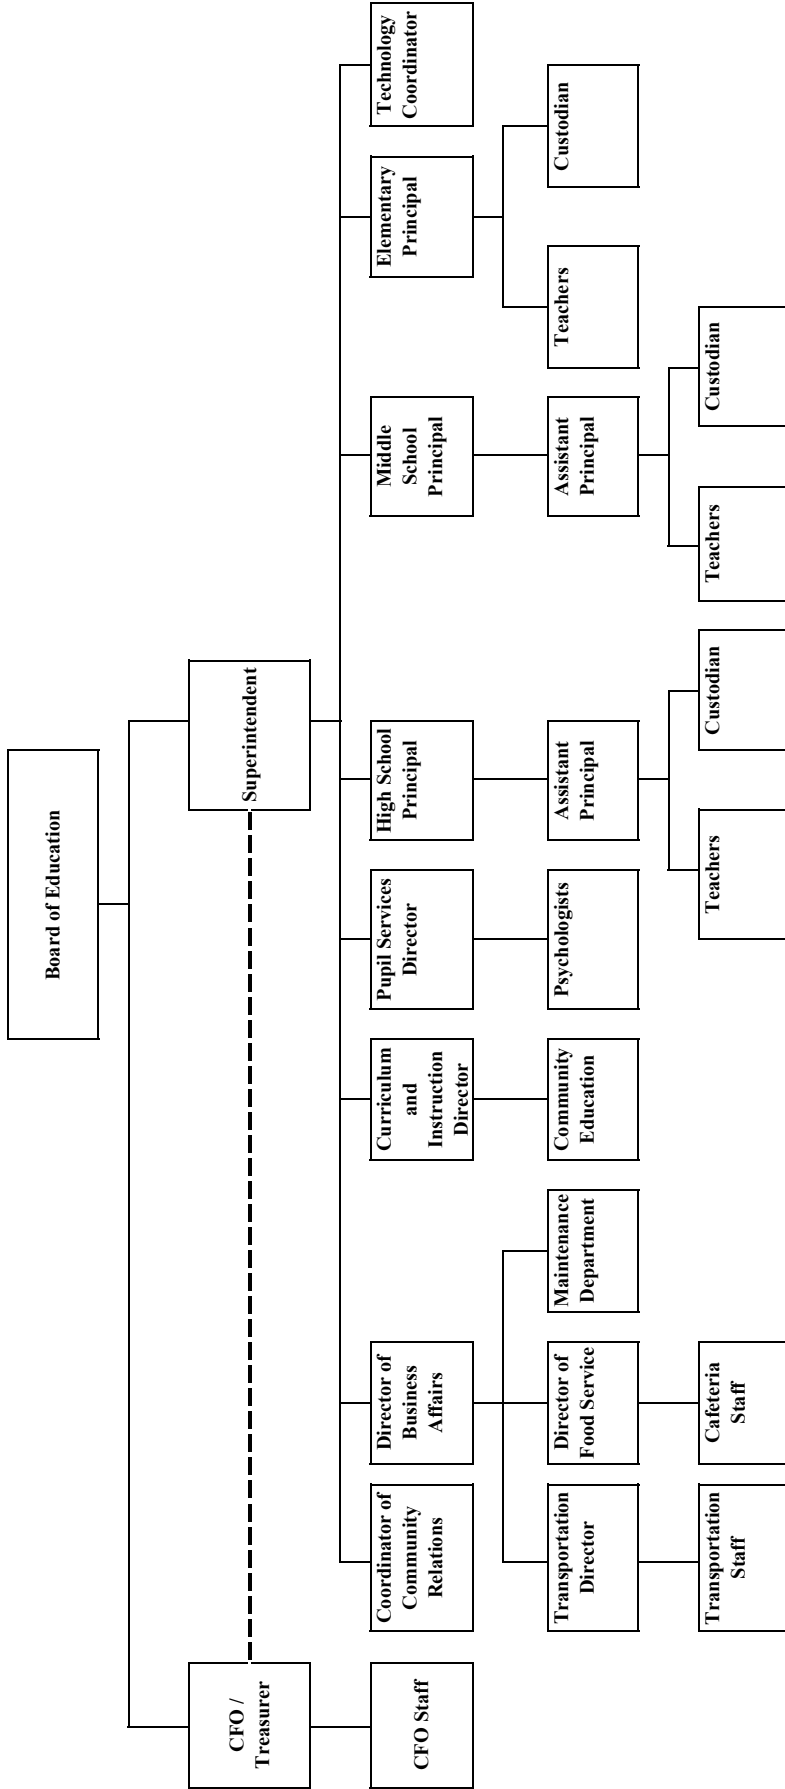 Board of Education
CFO /
Treasurer
Superintendent
CFO Staff
Coordinator of
Community
Relations
Director of
Business
Affairs
Curriculum
and
Instruction
Director
Pupil Services
Director
High School
Principal
Middle
School
Principal
Elementary
Principal
Technology
Coordinator
Transportation
Director
Director of
Food Service
Maintenance
Department
Community
Education
Psychologists
Assistant
Principal
Assistant
Principal
Teachers
Custodian
Transportation
Staff
Cafeteria
Staff
Teachers
Custodian
Teachers
Custodian